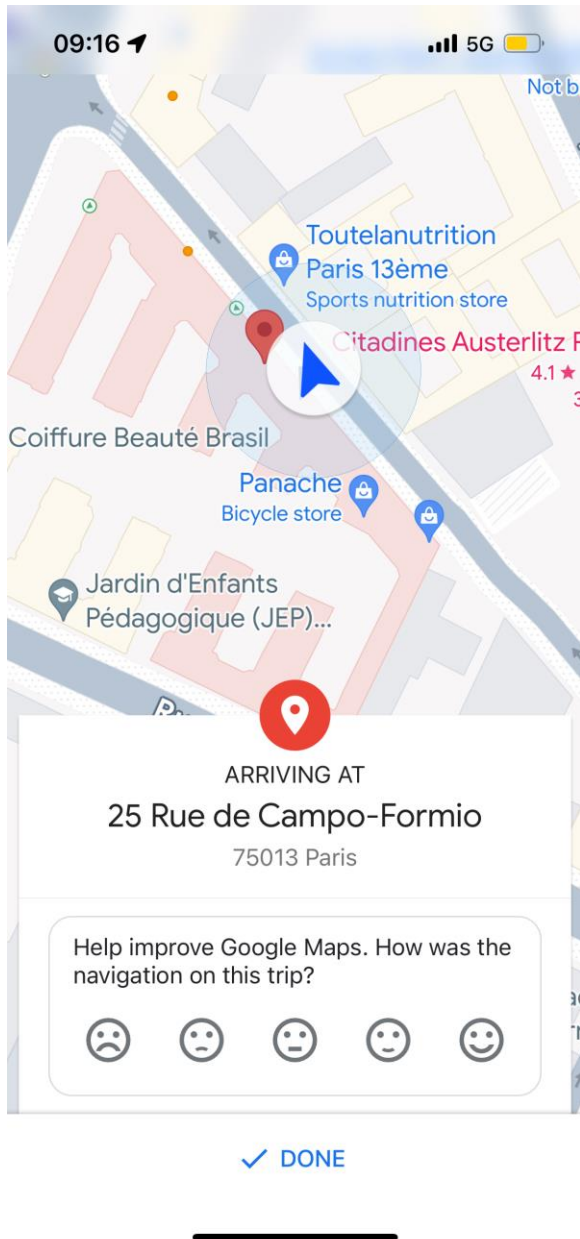 09:16
5G
Not b
Toutelanutrition
Paris 13ème
Sports nutrition store
Citadines Austerlitz P
4.1 ★
Coiffure Beauté Brasil
Panache
Bicycle store
Jardin d'Enfants
Pédagogique (JEP)...
ARRIVING AT
25 Rue de Campo-Formio
75013 Paris
Help improve Google Maps. How was the
navigation on this trip?
DONE